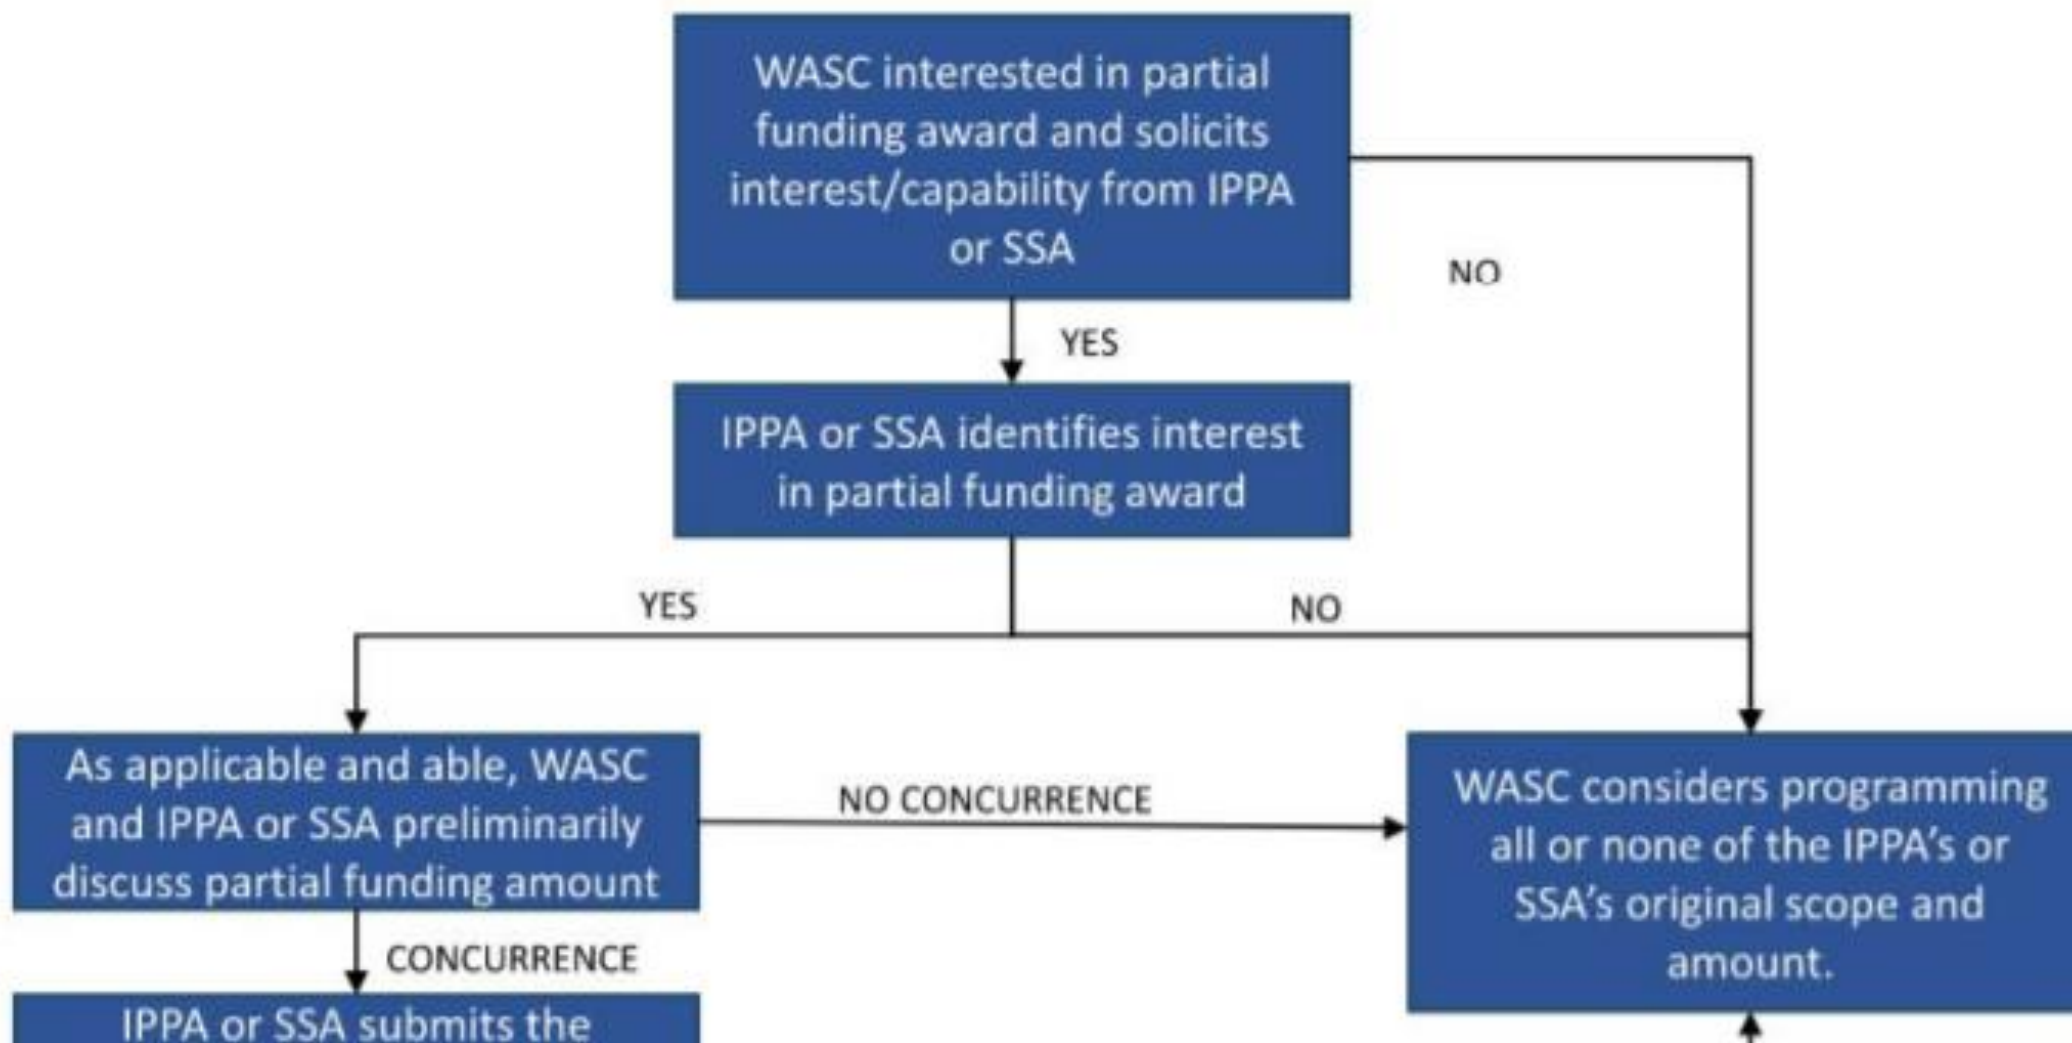 WASC interested in partial
funding award and solicits
interest/capability from IPPA
or SSA
NO
YES
IPPA or SSA identifies interest
in partial funding award
YES
NO
As applicable and able, WASC
and IPPA or SSA preliminarily
discuss partial funding amount
NO CONCURRENCE
WASC considers programming
all or none of the IPPA's or
SSA's original scope and
amount.
CONCURRENCE
IPPA or SSA submits the